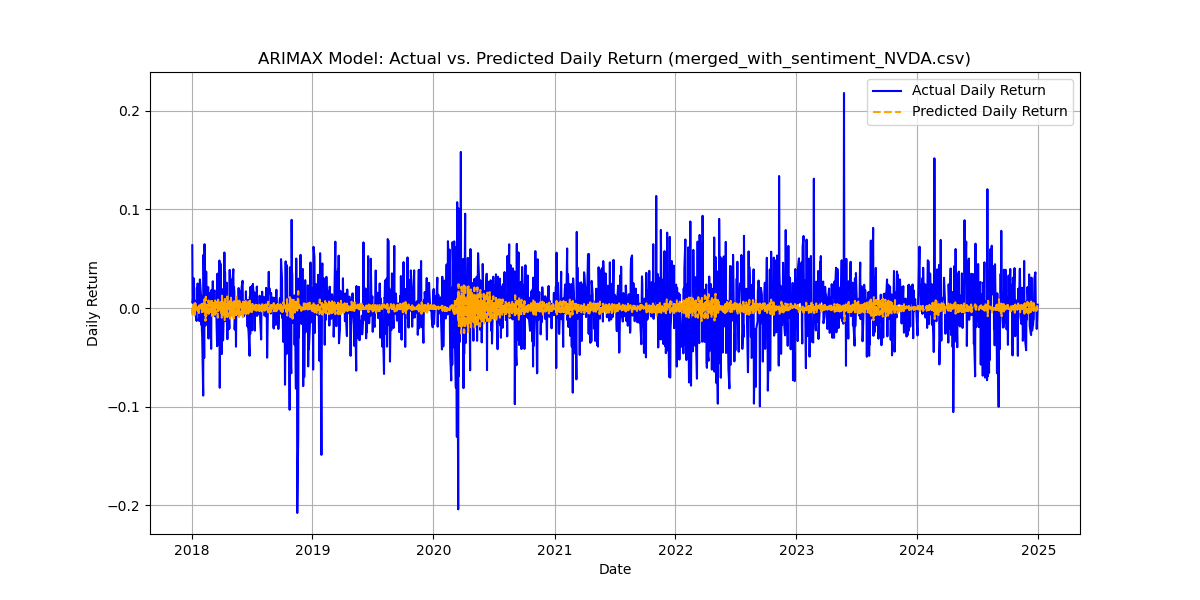 ARIMAX Model: Actual vs. Predicted Daily Return (merged_with_sentiment_NVDA.csv)
Actual Daily Return
Predicted Daily Return
0.2
0.1
0.0
−0.1
−0.2
Daily Return
2018 2019 2020 2021 2022 2023 2024 2025
Date